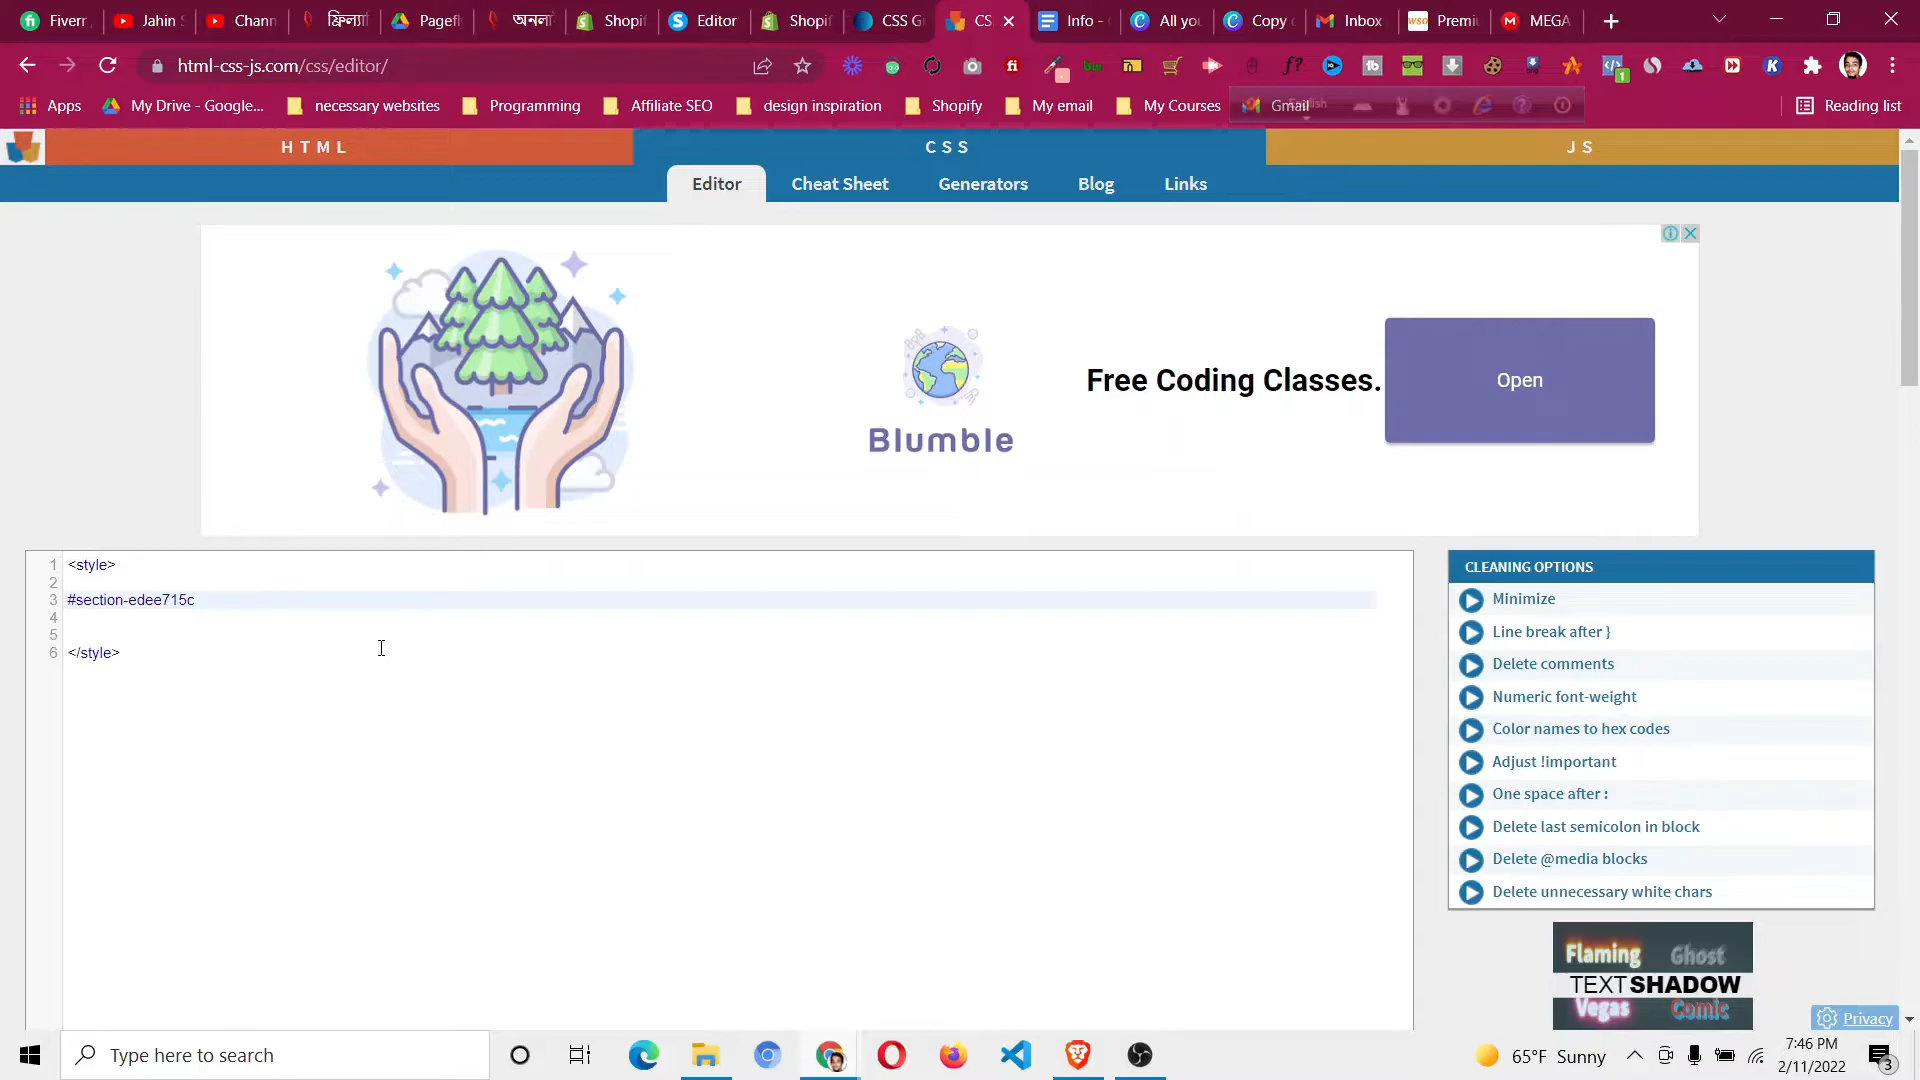 Fiverr
Jahin
Chann
ফ্রিল্যা
Pagefl
অনলা
Shopif
Editor
Shopif
CSS G
CS
Info -
All you
Copy
Inbox
wso Premiu
MEGA
html-css-js.com/css/editor/
Apps
My Drive - Google...
necessary websites
Programming
Affiliate SEO
design inspiration
Shopify
My email
My Courses
Gmail
English
Reading list
HTML
CSS
JS
Editor
Cheat Sheet
Generators
Blog
Links
Blumble
Free Coding Classes.
Open
1 <style>
2
3 #section-edee715c
4
5
6 </style>
CLEANING OPTIONS
Minimize
Line break after }
Delete comments
Numeric font-weight
Color names to hex codes
Adjust !important
One space after :
Delete last semicolon in block
Delete @media blocks
Delete unnecessary white chars
Flaming Ghost
TEXT SHADOW
Vegas Comic
Privacy
Type here to search
65°F Sunny
7:46 PM
2/11/2022
3